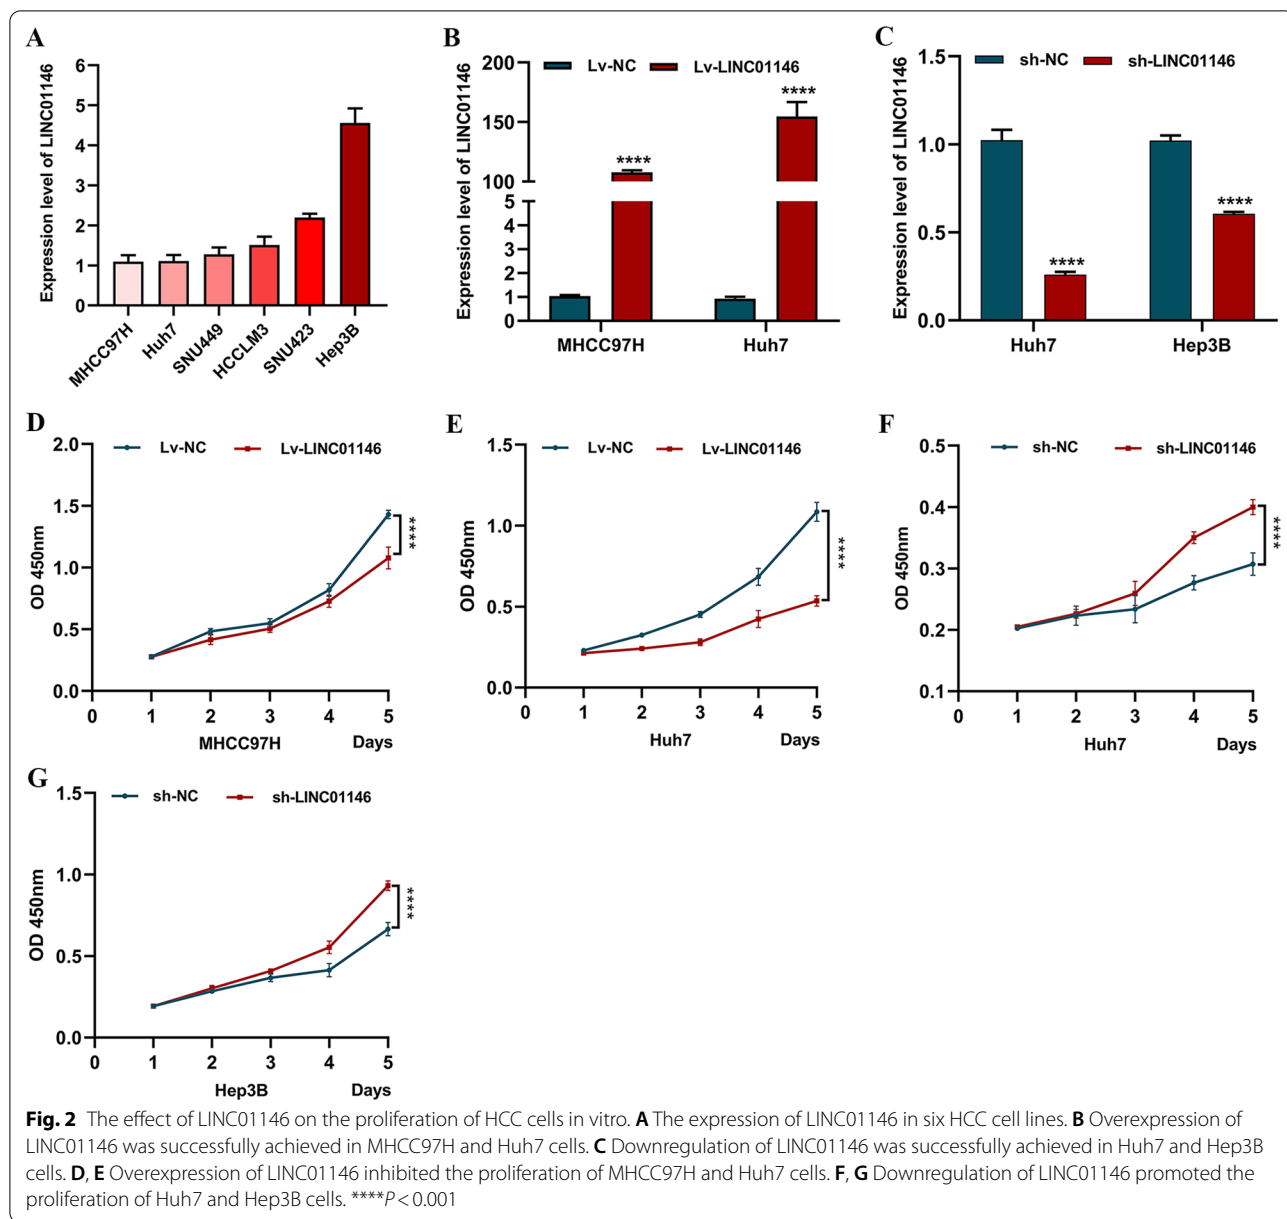 A
Expression level of LINC01146
6
5
4
3
2
1
0
MHCC97H
Huh7
SNU449
HCCLM3
SNU423
Hep3B
B
Lv-NC Lv-LINC01146
Expression level of LINC01146
200
150
100
5
4
3
2
1
0
****
****
MHCC97H Huh7
C
sh-NC sh-LINC01146
Expression level of LINC01146
1.5
1.0
0.5
0.0
****
****
Huh7 Hep3B
D
Lv-NC Lv-LINC01146
OD 450nm
2.0
1.5
1.0
0.5
0.0
****
0 1 2 3 4 5
MHCC97H Days
E
Lv-NC Lv-LINC01146
OD 450nm
1.5
1.0
0.5
0.0
****
0 1 2 3 4 5
Huh7 Days
F
sh-NC sh-LINC01146
OD 450nm
0.5
0.4
0.3
0.2
0.1
****
0 1 2 3 4 5
Huh7 Days
G
sh-NC sh-LINC01146
OD 450nm
1.5
1.0
0.5
0.0
****
0 1 2 3 4 5
Hep3B Days
Fig. 2 The effect of LINC01146 on the proliferation of HCC cells in vitro. A The expression of LINC01146 in six HCC cell lines. B Overexpression of
LINC01146 was successfully achieved in MHCC97H and Huh7 cells. C Downregulation of LINC01146 was successfully achieved in Huh7 and Hep3B
cells. D, E Overexpression of LINC01146 inhibited the proliferation of MHCC97H and Huh7 cells. F, G Downregulation of LINC01146 promoted the
proliferation of Huh7 and Hep3B cells. ****P < 0.001